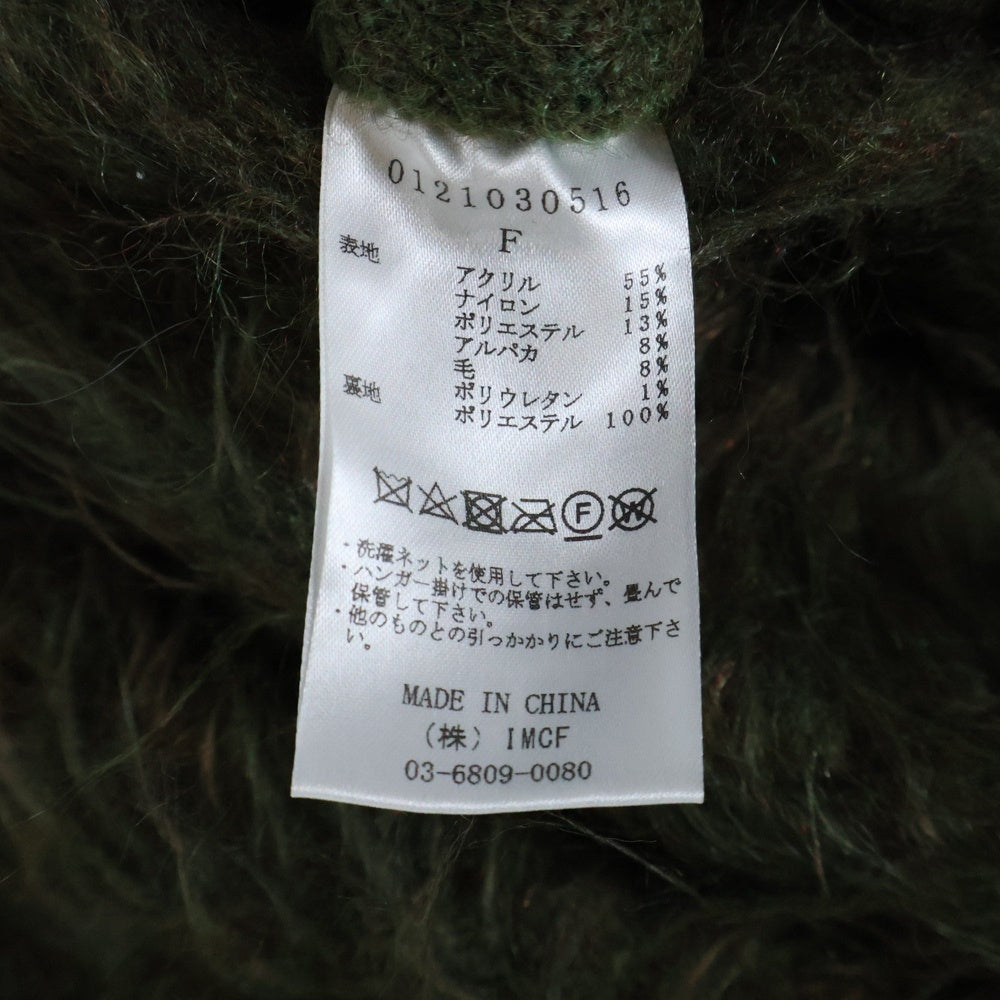 0121030516
F
表地
アクリル 55%
ナイロン 15%
ポリエステル 13%
アルパカ 8%
毛 8%
裏地 ポリウレタン 1%
ポリエステル 100%
F W
・洗濯ネットを使用して下さい。
・ハンガー掛けでの保管はせず、畳んで
保管して下さい。
・他のものとの引っかかりにご注意下さ
い。
MADE IN CHINA
(株) IMCF
03-6809-0080